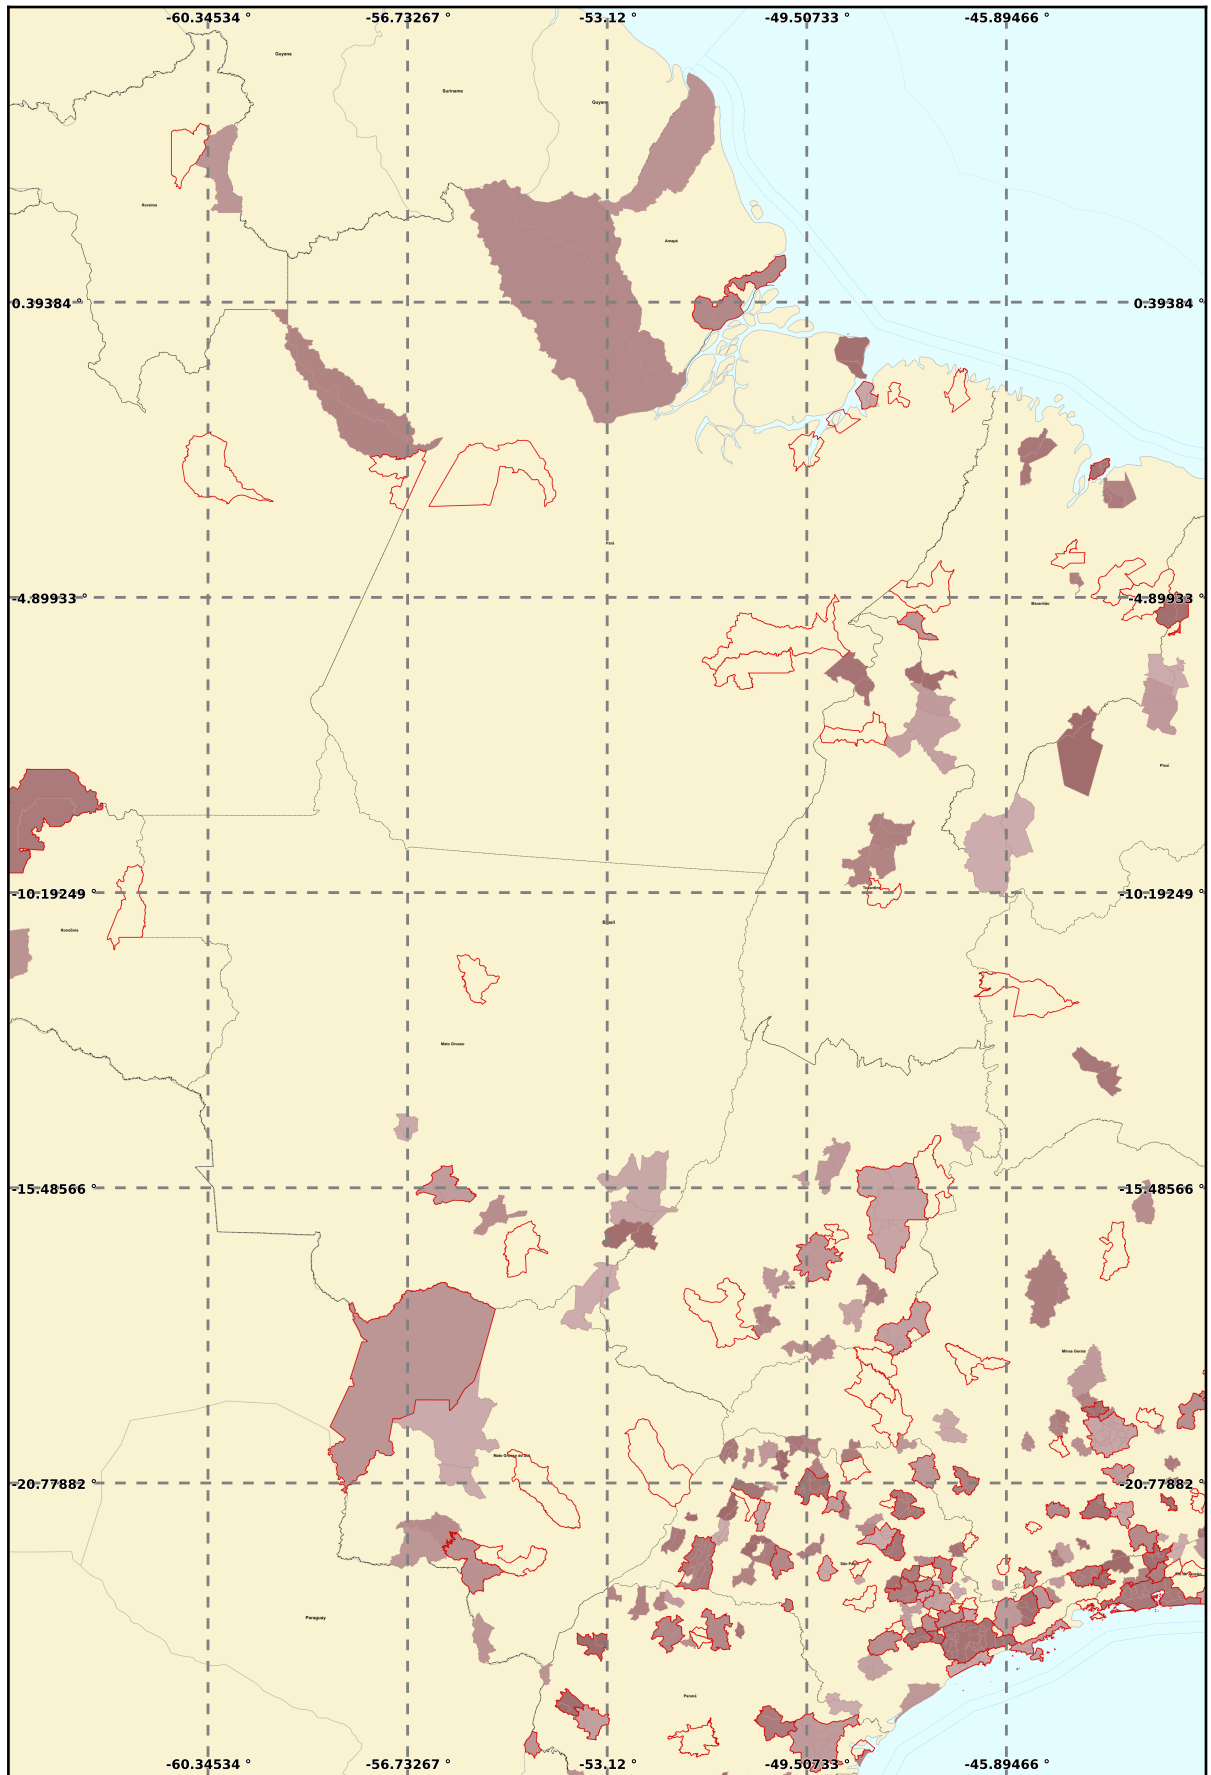 -60.34534 ° -56.73267 ° -53.12 ° -49.50733 ° -45.89466 °
Guyana
Suriname
Guyane
Roraima
Amapá
0.39384 ° 0.39384 °
Pará
-4.89933 ° -4.89933 °
Maranhão
Piauí
Tocantins
-10.19249 ° -10.19249 °
Brasil
Rondônia
Mato Grosso
-15.48566 ° -15.48566 °
Goiás
Minas Gerais
Mato Grosso do Sul
-20.77882 ° -20.77882 °
São Paulo
Rio de Janeiro
Paraguay
Paraná
-60.34534 ° -56.73267 ° -53.12 ° -49.50733 ° -45.89466 °